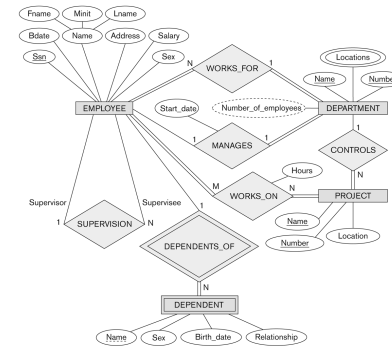 Fname Minit Lname
Bdate Name Address Salary
Ssn Sex
Locations
Name Number
N WORKS_FOR 1
EMPLOYEE
Start_date
Number_of_employees
DEPARTMENT
1 MANAGES 1
1
CONTROLS
N
Hours
M WORKS_ON N
PROJECT
Name
Number
Location
Supervisor Supervisee
1 SUPERVISION N
1
DEPENDENTS_OF
N
DEPENDENT
Name Sex Birth_date Relationship